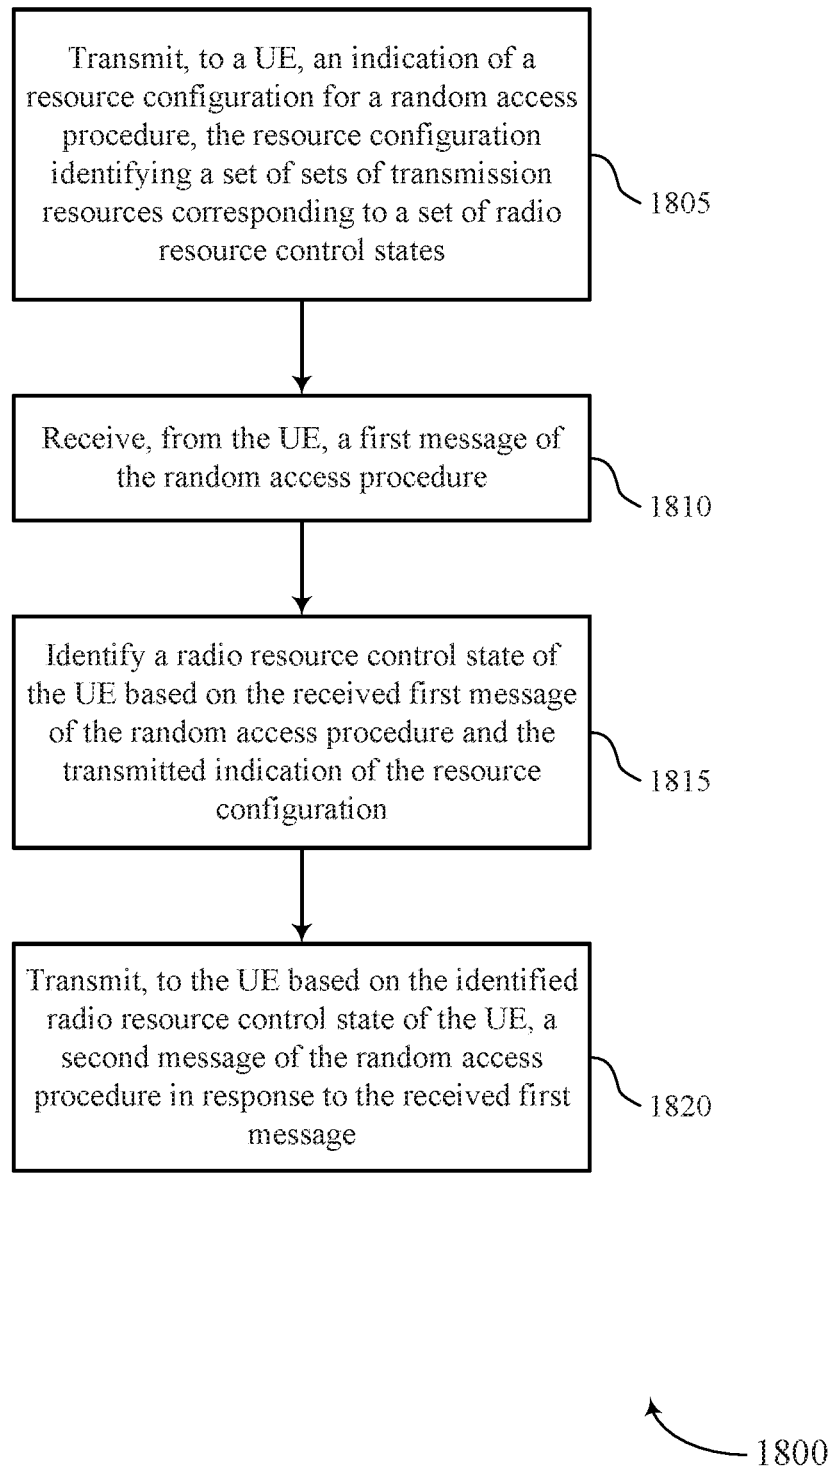 Transmit, to a UE, an indication of a
resource configuration for a random access
procedure, the resource configuration
identifying a set of sets of transmission
resources corresponding to a set of radio
resource control states
1805
Receive, from the UE, a first message of
the random access procedure
1810
Identify a radio resource control state of
the UE based on the received first message
of the random access procedure and the
transmitted indication of the resource
configuration
1815
Transmit, to the UE based on the identified
radio resource control state of the UE, a
second message of the random access
procedure in response to the received first
message
1820
1800